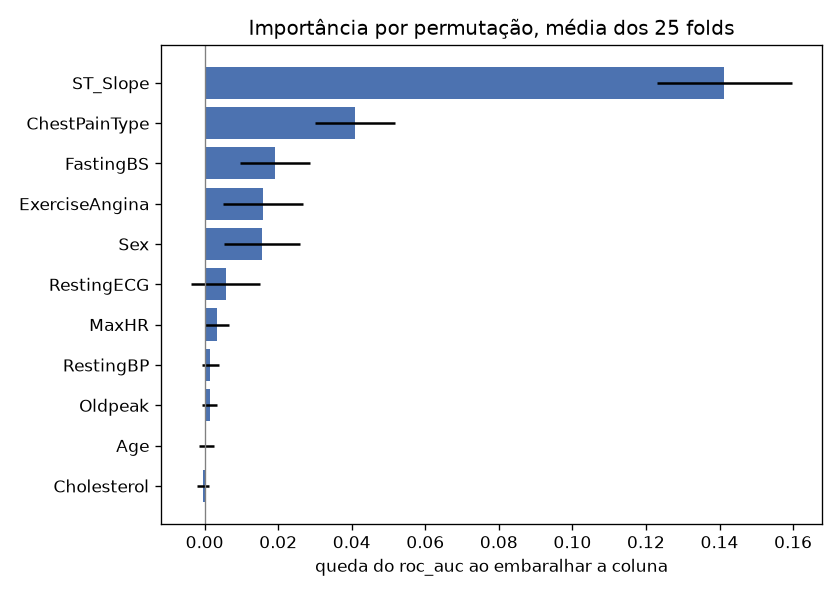 Importância por permutação, média dos 25 folds
ST_Slope
ChestPainType
FastingBS
ExerciseAngina
Sex
RestingECG
MaxHR
RestingBP
Oldpeak
Age
Cholesterol
0.00 0.02 0.04 0.06 0.08 0.10 0.12 0.14 0.16
queda do roc_auc ao embaralhar a coluna